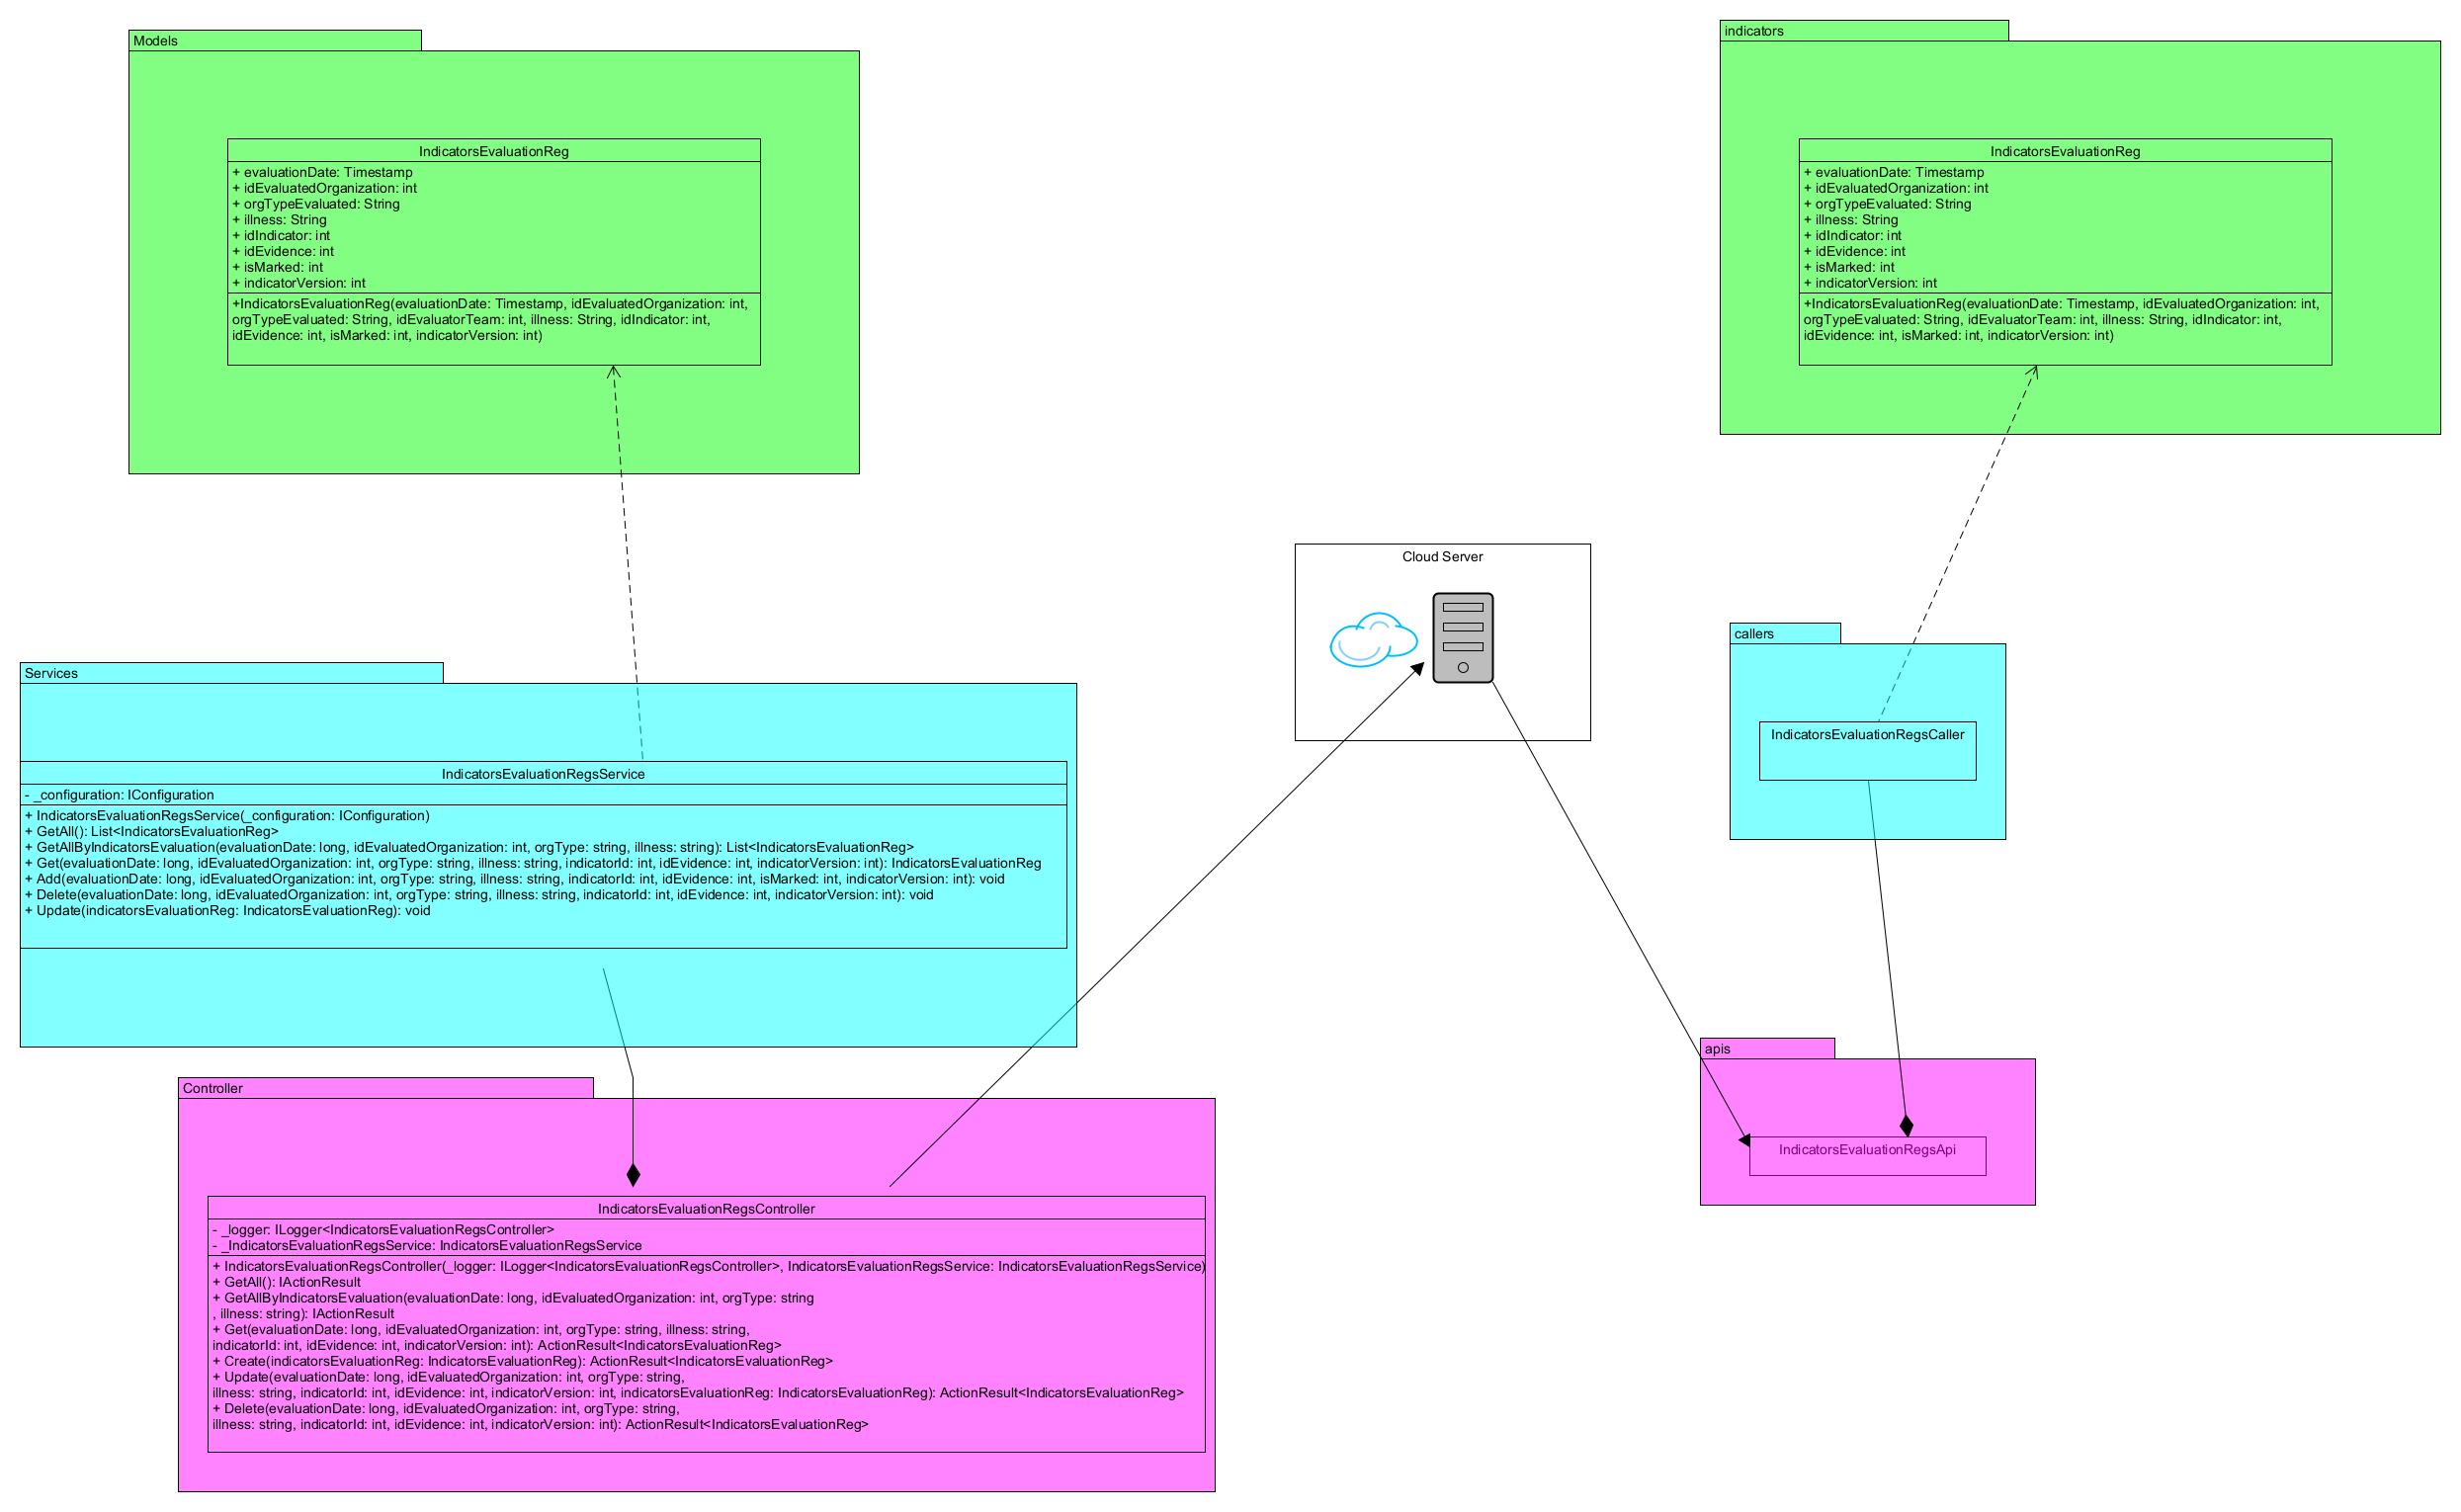 Models
IndicatorsEvaluationReg
+ evaluationDate: Timestamp
+ idEvaluatedOrganization: int
+ orgTypeEvaluated: String
+ illness: String
+ idIndicator: int
+ idEvidence: int
+ isMarked: int
+ indicatorVersion: int
+IndicatorsEvaluationReg(evaluationDate: Timestamp, idEvaluatedOrganization: int,
orgTypeEvaluated: String, idEvaluatorTeam: int, illness: String, idIndicator: int,
idEvidence: int, isMarked: int, indicatorVersion: int)
indicators
IndicatorsEvaluationReg
+ evaluationDate: Timestamp
+ idEvaluatedOrganization: int
+ orgTypeEvaluated: String
+ illness: String
+ idIndicator: int
+ idEvidence: int
+ isMarked: int
+ indicatorVersion: int
+IndicatorsEvaluationReg(evaluationDate: Timestamp, idEvaluatedOrganization: int,
orgTypeEvaluated: String, idEvaluatorTeam: int, illness: String, idIndicator: int,
idEvidence: int, isMarked: int, indicatorVersion: int)
Cloud Server
callers
IndicatorsEvaluationRegsCaller
Services
IndicatorsEvaluationRegsService
- _configuration: IConfiguration
+ IndicatorsEvaluationRegsService(_configuration: IConfiguration)
+ GetAll(): List<IndicatorsEvaluationReg>
+ GetAllByIndicatorsEvaluation(evaluationDate: long, idEvaluatedOrganization: int, orgType: string, illness: string): List<IndicatorsEvaluationReg>
+ Get(evaluationDate: long, idEvaluatedOrganization: int, orgType: string, illness: string, indicatorId: int, idEvidence: int, indicatorVersion: int): IndicatorsEvaluationReg
+ Add(evaluationDate: long, idEvaluatedOrganization: int, orgType: string, illness: string, indicatorId: int, idEvidence: int, isMarked: int, indicatorVersion: int): void
+ Delete(evaluationDate: long, idEvaluatedOrganization: int, orgType: string, illness: string, indicatorId: int, idEvidence: int, indicatorVersion: int): void
+ Update(indicatorsEvaluationReg: IndicatorsEvaluationReg): void
apis
IndicatorsEvaluationRegsApi
Controller
IndicatorsEvaluationRegsController
- _logger: ILogger<IndicatorsEvaluationRegsController>
- _IndicatorsEvaluationRegsService: IndicatorsEvaluationRegsService
+ IndicatorsEvaluationRegsController(_logger: ILogger<IndicatorsEvaluationRegsController>, IndicatorsEvaluationRegsService: IndicatorsEvaluationRegsService)
+ GetAll(): IActionResult
+ GetAllByIndicatorsEvaluation(evaluationDate: long, idEvaluatedOrganization: int, orgType: string
, illness: string): IActionResult
+ Get(evaluationDate: long, idEvaluatedOrganization: int, orgType: string, illness: string,
indicatorId: int, idEvidence: int, indicatorVersion: int): ActionResult<IndicatorsEvaluationReg>
+ Create(indicatorsEvaluationReg: IndicatorsEvaluationReg): ActionResult<IndicatorsEvaluationReg>
+ Update(evaluationDate: long, idEvaluatedOrganization: int, orgType: string,
illness: string, indicatorId: int, idEvidence: int, indicatorVersion: int, indicatorsEvaluationReg: IndicatorsEvaluationReg): ActionResult<IndicatorsEvaluationReg>
+ Delete(evaluationDate: long, idEvaluatedOrganization: int, orgType: string,
illness: string, indicatorId: int, idEvidence: int, indicatorVersion: int): ActionResult<IndicatorsEvaluationReg>